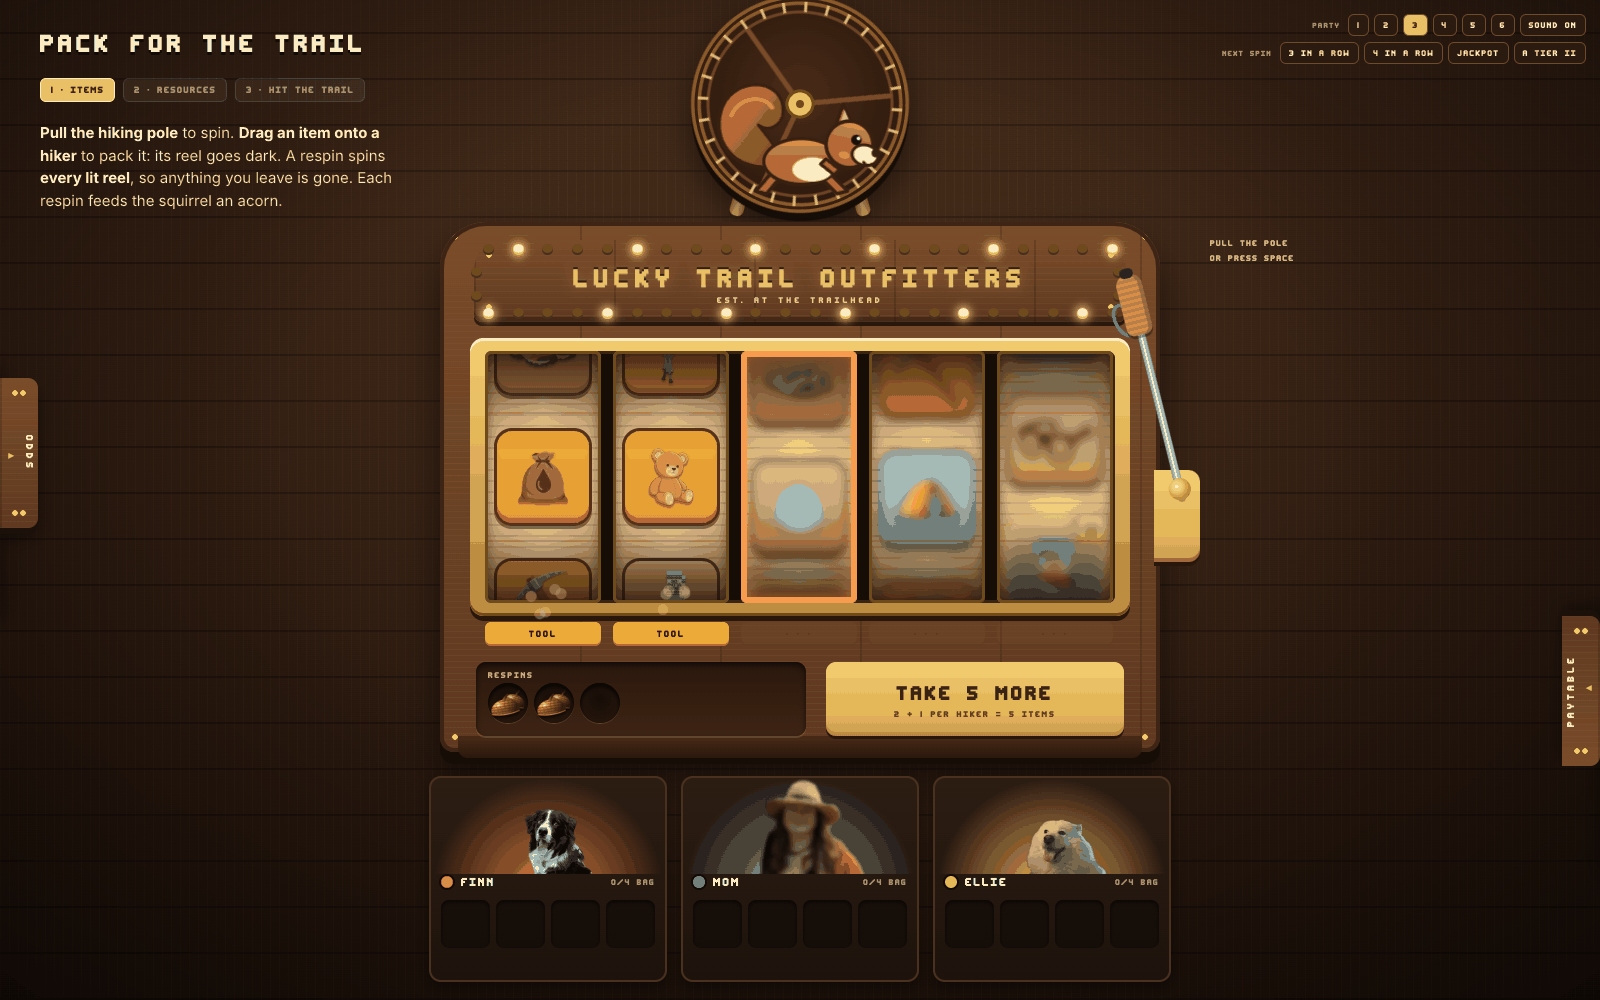 PACK FOR THE TRAIL
1 · ITEMS
2 · RESOURCES
3 · HIT THE TRAIL
Pull the hiking pole to spin. Drag an item onto a
hiker to pack it: its reel goes dark. A respin spins
every lit reel, so anything you leave is gone. Each
respin feeds the squirrel an acorn.
PARTY
1
2
3
4
5
6
SOUND ON
NEXT SPIN
3 IN A ROW
4 IN A ROW
JACKPOT
A TIER II
PULL THE POLE
OR PRESS SPACE
LUCKY TRAIL OUTFITTERS
EST. AT THE TRAILHEAD
ODDS
TOOL
TOOL
RESPINS
TAKE 5 MORE
2 + 1 PER HIKER = 5 ITEMS
PAYTABLE
FINN
0/4 BAG
MOM
0/4 BAG
ELLIE
0/4 BAG